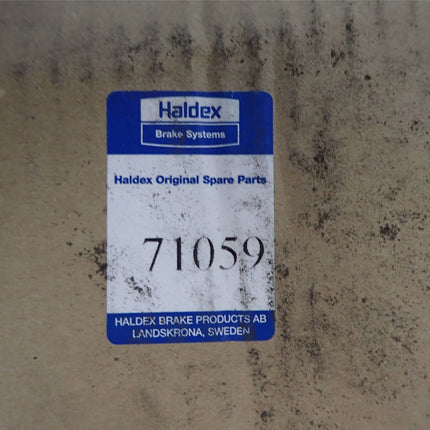 Haldex
Brake Systems
Haldex Original Spare Parts
71059
HALDEX BRAKE PRODUCTS AB
LANDSKRONA, SWEDEN